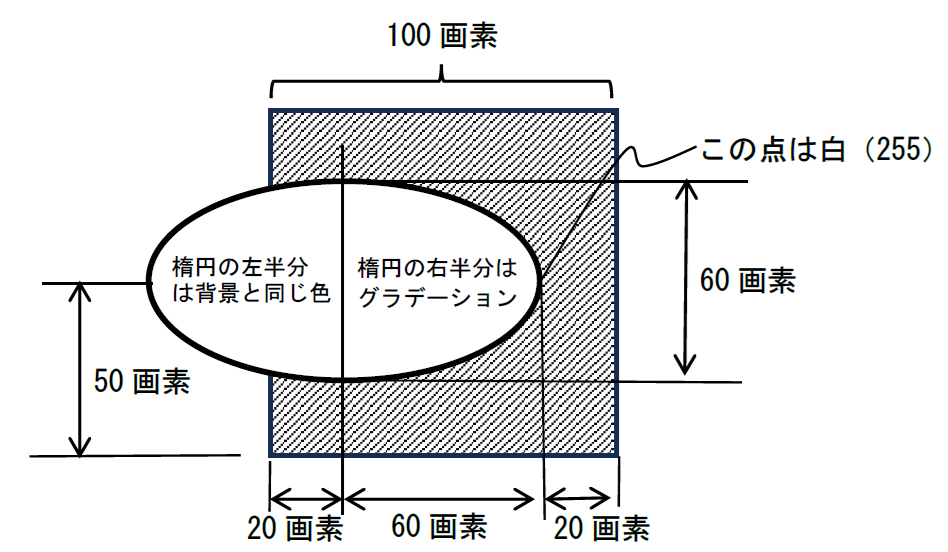 100 画素
この点は白（255）
楕円の左半分
は背景と同じ色
楕円の右半分は
グラデーション
60 画素
50 画素
20 画素
60 画素
20 画素